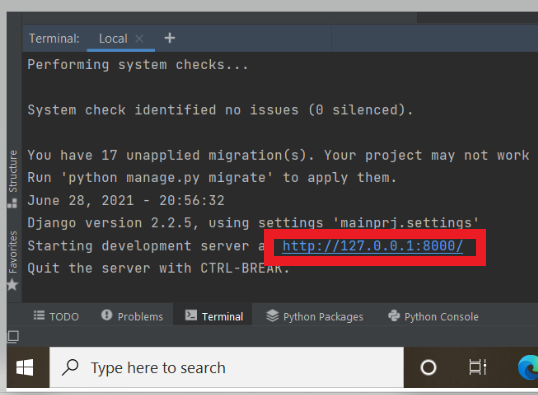 Terminal: Local × +
Performing system checks...
System check identified no issues (0 silenced).
You have 17 unapplied migration(s). Your project may not work
Run 'python manage.py migrate' to apply them.
June 28, 2021 - 20:56:32
Django version 2.2.5, using settings 'mainprj.settings'
Starting development server a http://127.0.0.1:8000/
Quit the server with CTRL-BREAK.
Structure
Favorites
TODO Problems Terminal Python Packages Python Console
Type here to search